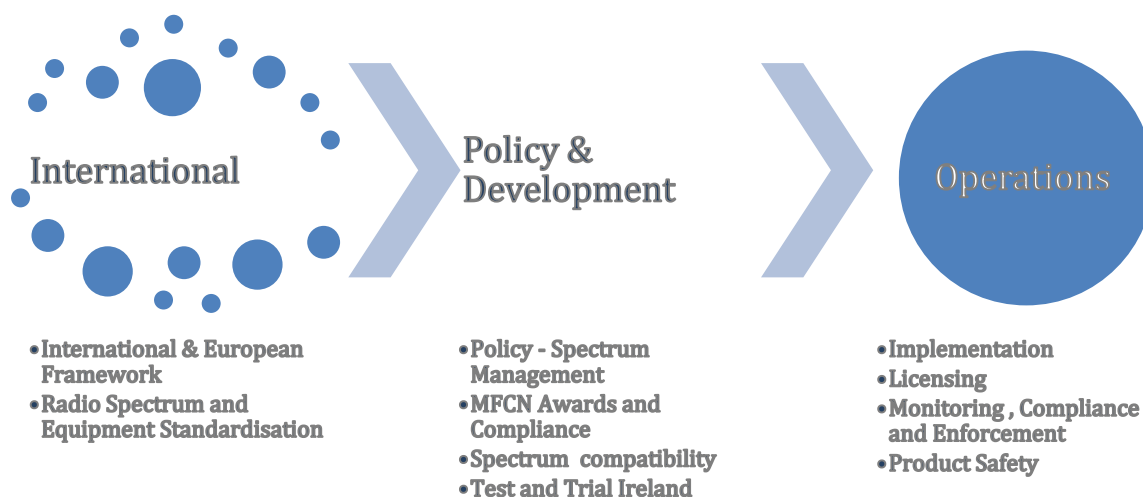 International
Policy &
Development
Operations
•International & European
Framework
•Radio Spectrum and
Equipment Standardisation
•Policy - Spectrum
Management
•MFCN Awards and
Compliance
•Spectrum compatibility
•Test and Trial Ireland
•Implementation
•Licensing
•Monitoring , Compliance
and Enforcement
•Product Safety